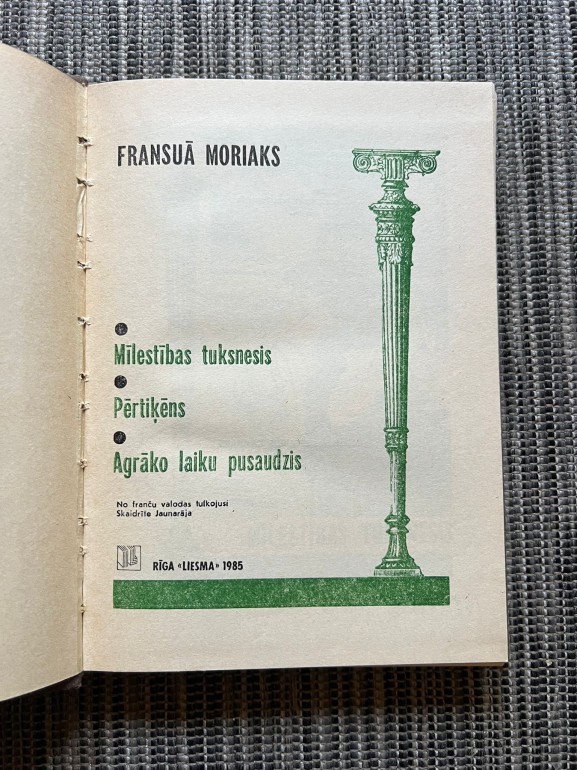 FRANSUĀ MORIAKS
Mīlestības tuksnesis
Pērtiķēns
Agrāko laiku pusaudzis
No franču valodas tulkojusi
Skaidrīte Jaunarāja
RĪGA «LIESMA» 1985